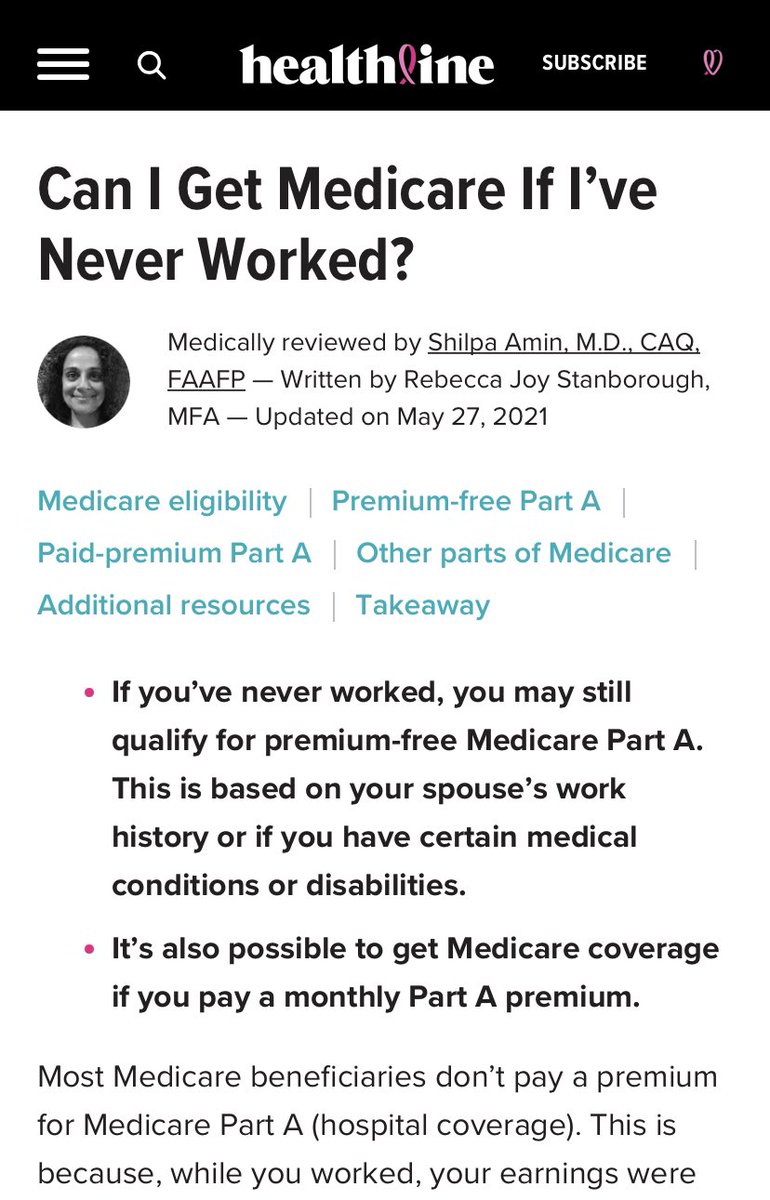 healthline SUBSCRIBE
Can I Get Medicare If I’ve
Never Worked?
Medically reviewed by Shilpa Amin, M.D., CAQ,
FAAFP — Written by Rebecca Joy Stanborough,
MFA — Updated on May 27, 2021
Medicare eligibility | Premium-free Part A |
Paid-premium Part A | Other parts of Medicare |
Additional resources | Takeaway
• If you’ve never worked, you may still
qualify for premium-free Medicare Part A.
This is based on your spouse’s work
history or if you have certain medical
conditions or disabilities.
• It’s also possible to get Medicare coverage
if you pay a monthly Part A premium.
Most Medicare beneficiaries don’t pay a premium
for Medicare Part A (hospital coverage). This is
because, while you worked, your earnings were